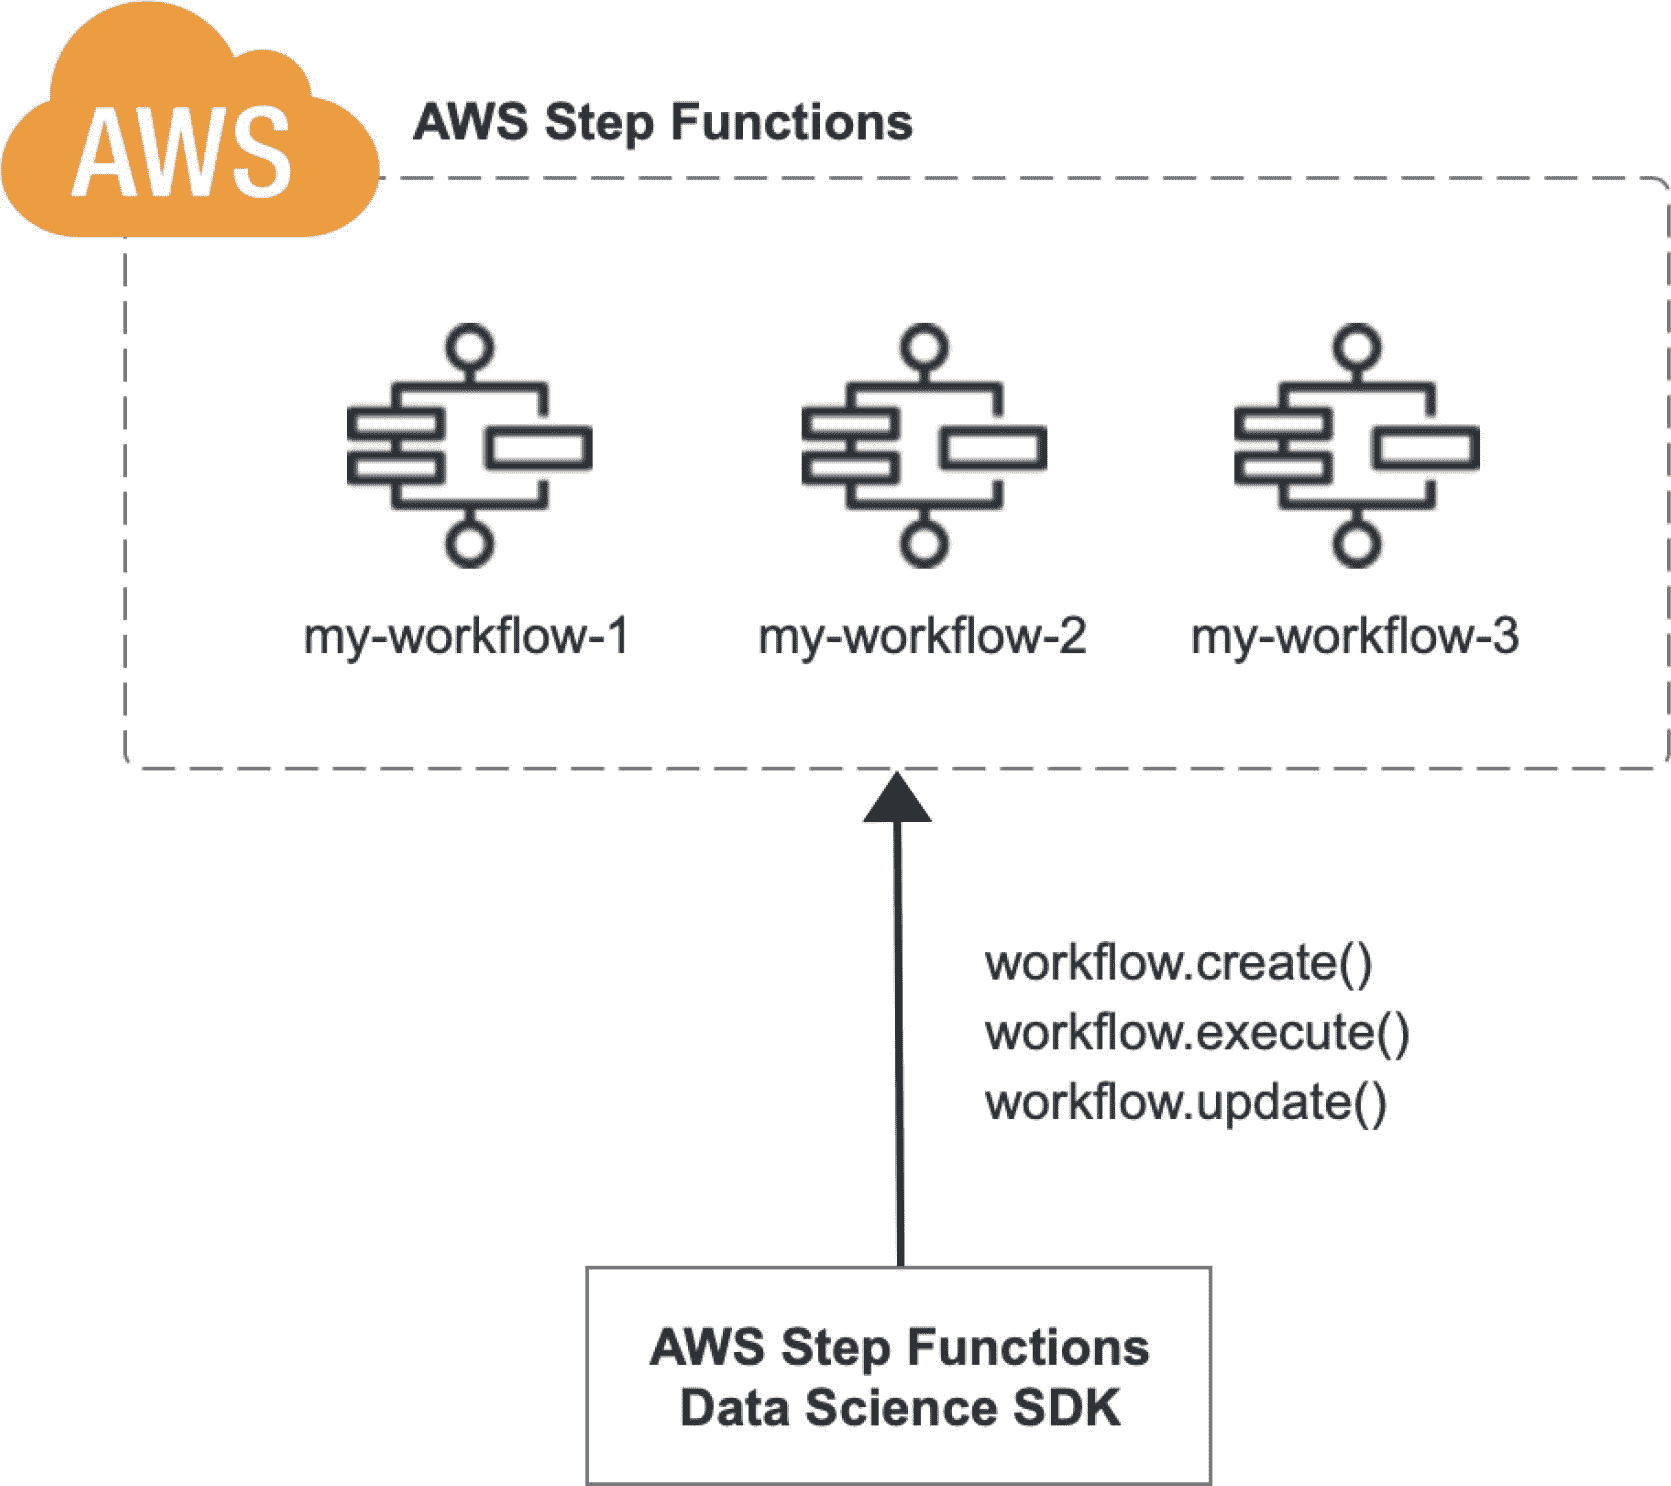 AWS
AWS Step Functions
my-workflow-1
my-workflow-2
my-workflow-3
workflow.create()
workflow.execute()
workflow.update()
AWS Step Functions
Data Science SDK